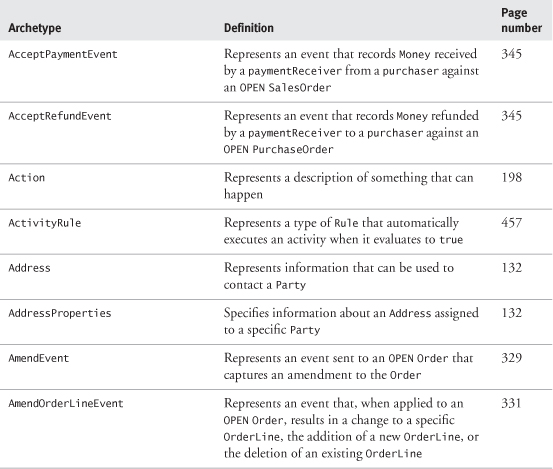 Archetype Definition Page number
AcceptPaymentEvent Represents an event that records Money received 345
by a paymentReceiver from a purchaser against
an OPEN SalesOrder
AcceptRefundEvent Represents an event that records Money refunded 345
by a paymentReceiver to a purchaser against an
OPEN PurchaseOrder
Action Represents a description of something that can 198
happen
ActivityRule Represents a type of Rule that automatically 457
executes an activity when it evaluates to true
Address Represents information that can be used to 132
contact a Party
AddressProperties Specifies information about an Address assigned 132
to a specific Party
AmendEvent Represents an event sent to an OPEN Order that 329
captures an amendment to the Order
AmendOrderLineEvent Represents an event that, when applied to an 331
OPEN Order, results in a change to a specific
OrderLine, the addition of a new OrderLine, or
the deletion of an existing OrderLine